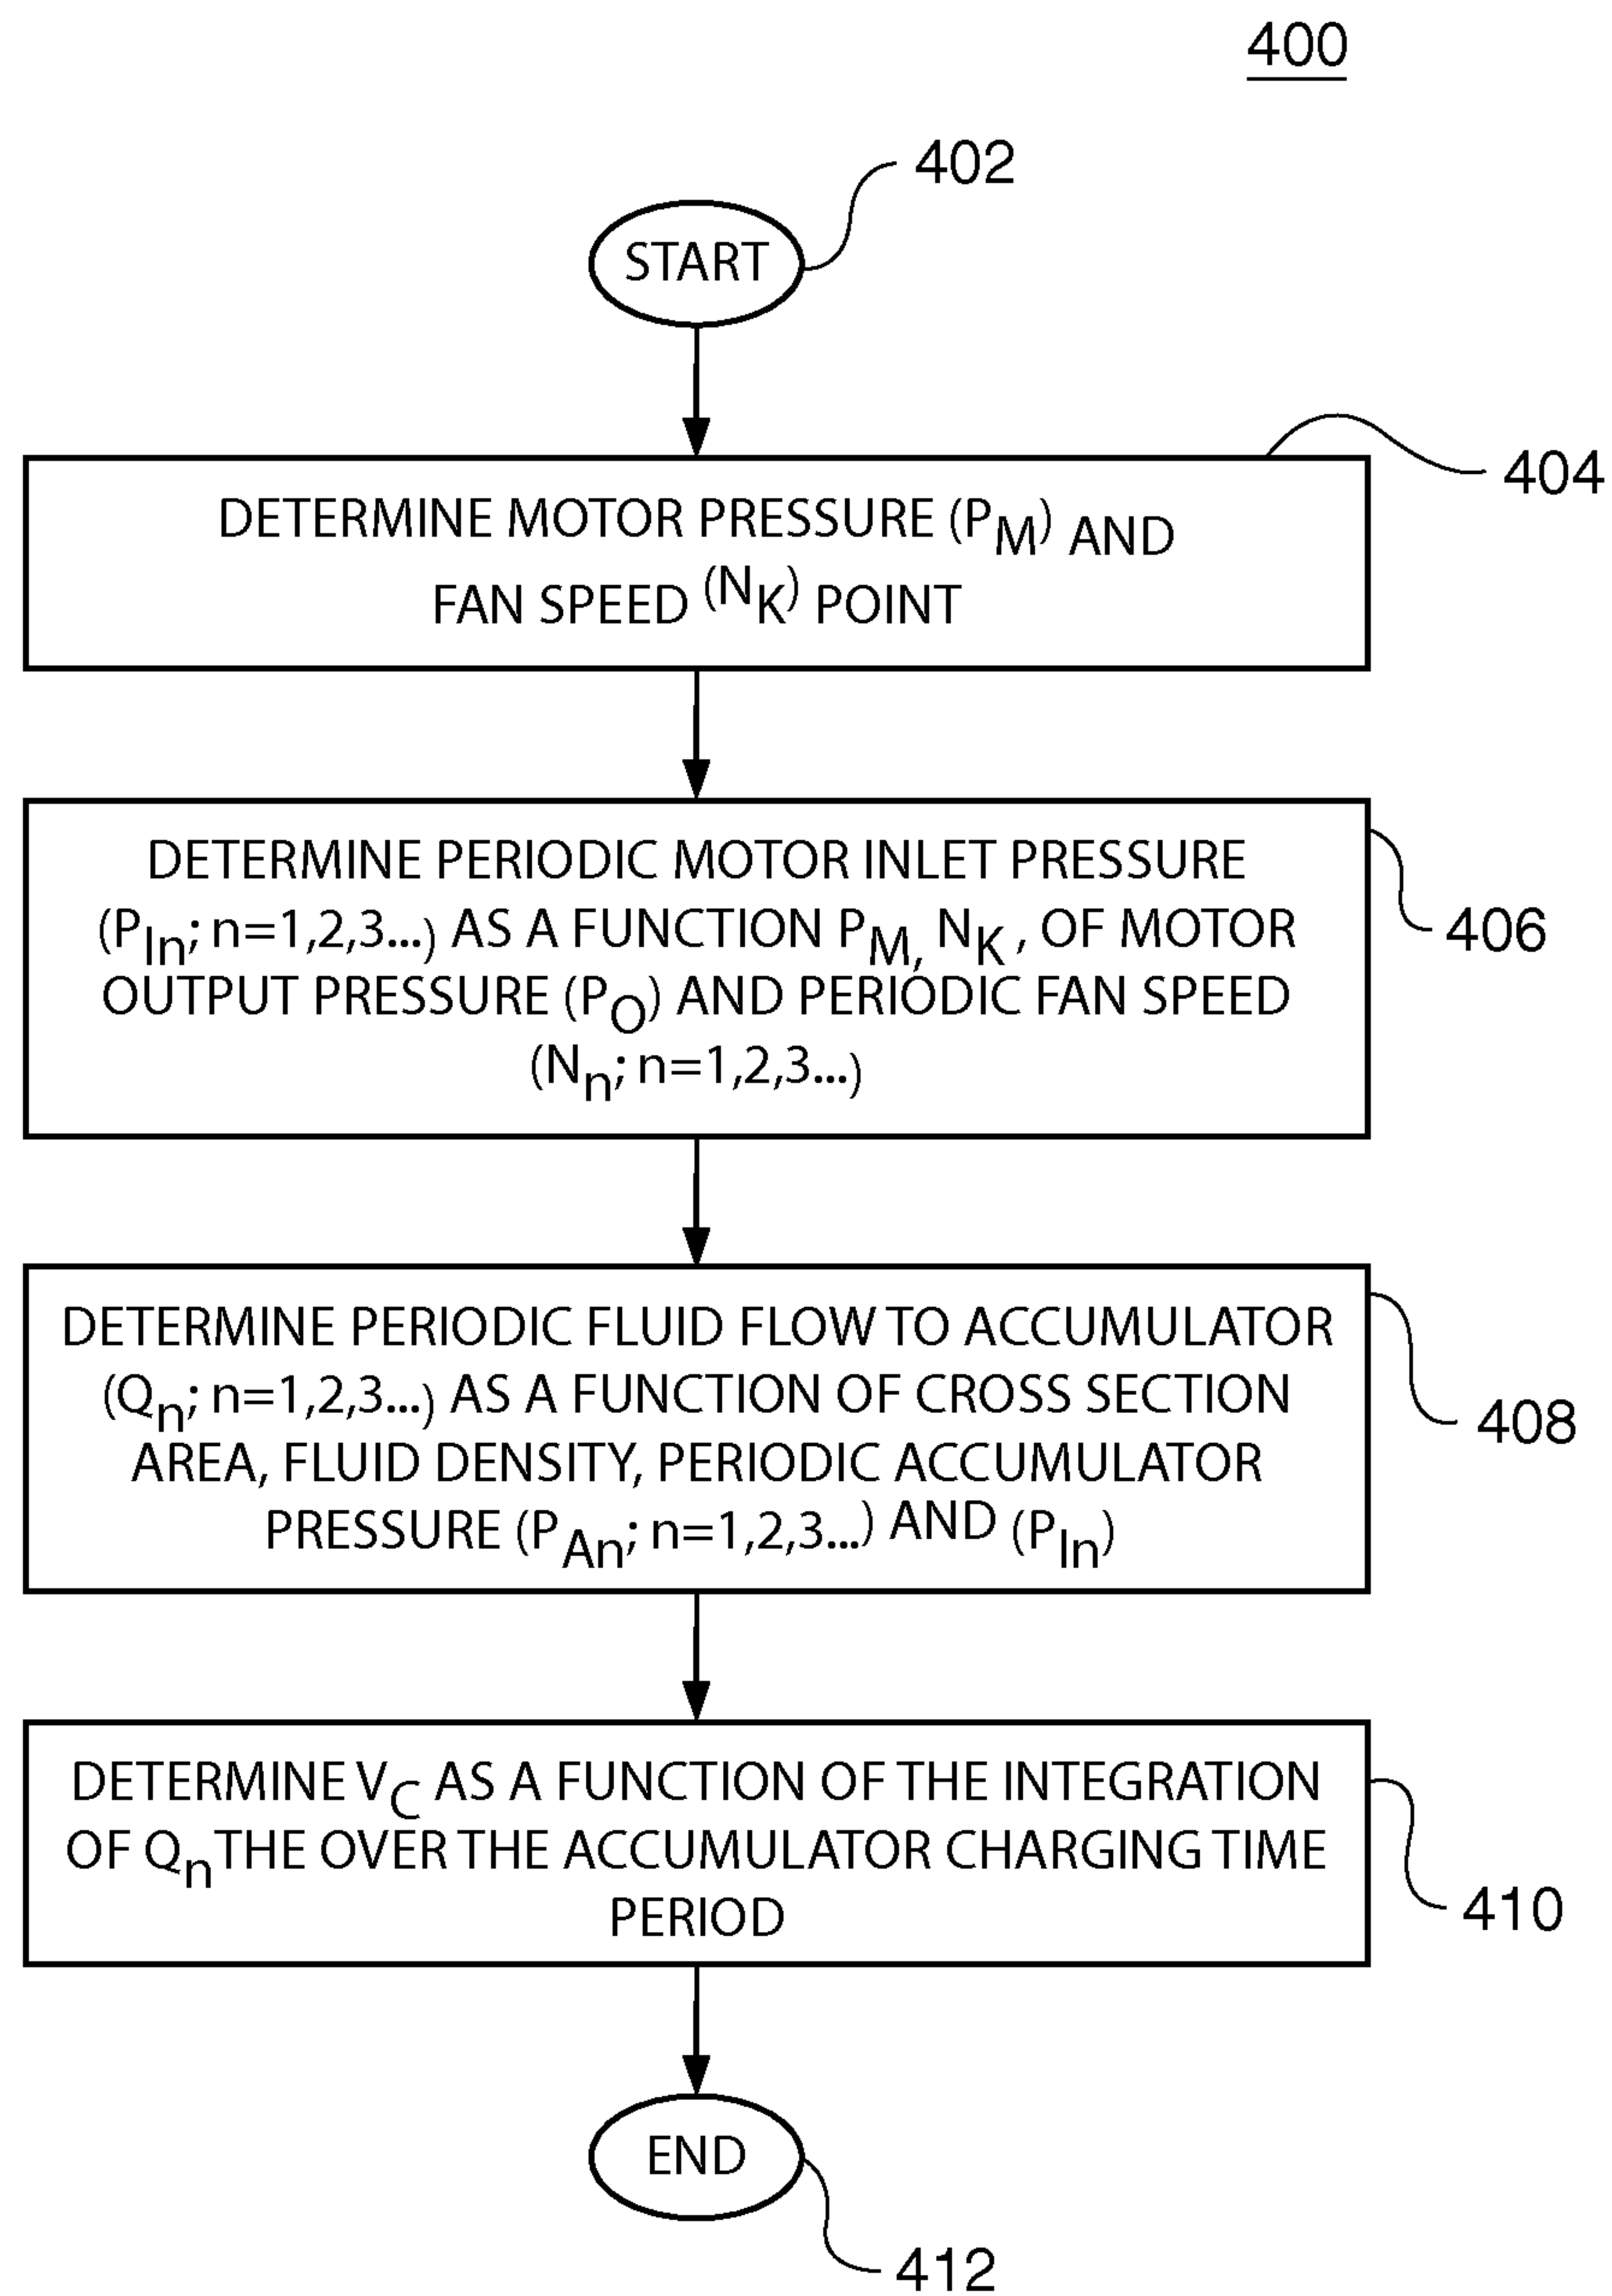 400
402
START
404
DETERMINE MOTOR PRESSURE (PM) AND
FAN SPEED (NK) POINT
DETERMINE PERIODIC MOTOR INLET PRESSURE
(PIn; n=1,2,3...) AS A FUNCTION PM, NK, OF MOTOR
OUTPUT PRESSURE (PO) AND PERIODIC FAN SPEED
(Nn; n=1,2,3...)
406
DETERMINE PERIODIC FLUID FLOW TO ACCUMULATOR
(Qn; n=1,2,3...) AS A FUNCTION OF CROSS SECTION
AREA, FLUID DENSITY, PERIODIC ACCUMULATOR
PRESSURE (PAn; n=1,2,3...) AND (PIn)
408
DETERMINE VC AS A FUNCTION OF THE INTEGRATION
OF Qn THE OVER THE ACCUMULATOR CHARGING TIME
PERIOD
410
END
412